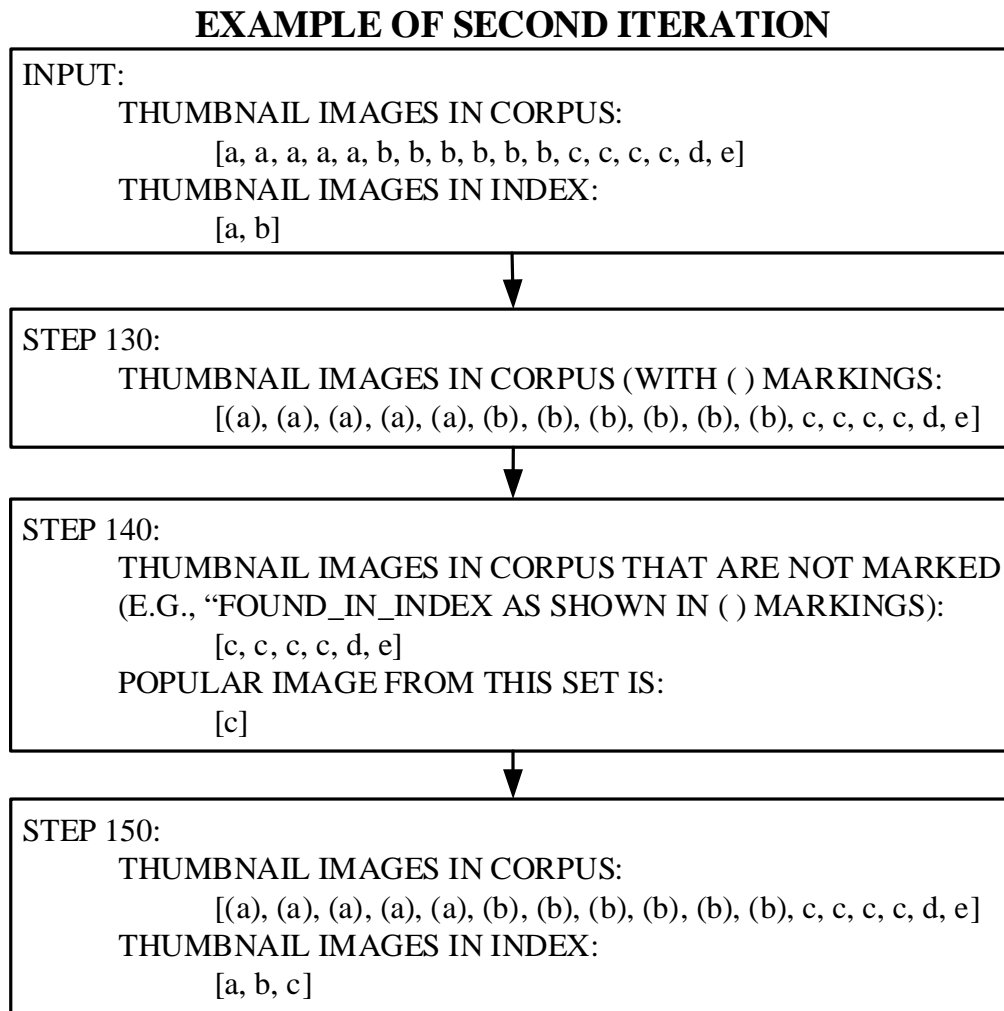 EXAMPLE OF SECOND ITERATION
INPUT:
THUMBNAIL IMAGES IN CORPUS:
[a, a, a, a, a, b, b, b, b, b, b, c, c, c, c, d, e]
THUMBNAIL IMAGES IN INDEX:
[a, b]
STEP 130:
THUMBNAIL IMAGES IN CORPUS (WITH ( ) MARKINGS:
[(a), (a), (a), (a), (a), (b), (b), (b), (b), (b), (b), c, c, c, c, d, e]
STEP 140:
THUMBNAIL IMAGES IN CORPUS THAT ARE NOT MARKED
(E.G., “FOUND_IN_INDEX AS SHOWN IN ( ) MARKINGS):
[c, c, c, c, d, e]
POPULAR IMAGE FROM THIS SET IS:
[c]
STEP 150:
THUMBNAIL IMAGES IN CORPUS:
[(a), (a), (a), (a), (a), (b), (b), (b), (b), (b), (b), c, c, c, c, d, e]
THUMBNAIL IMAGES IN INDEX:
[a, b, c]